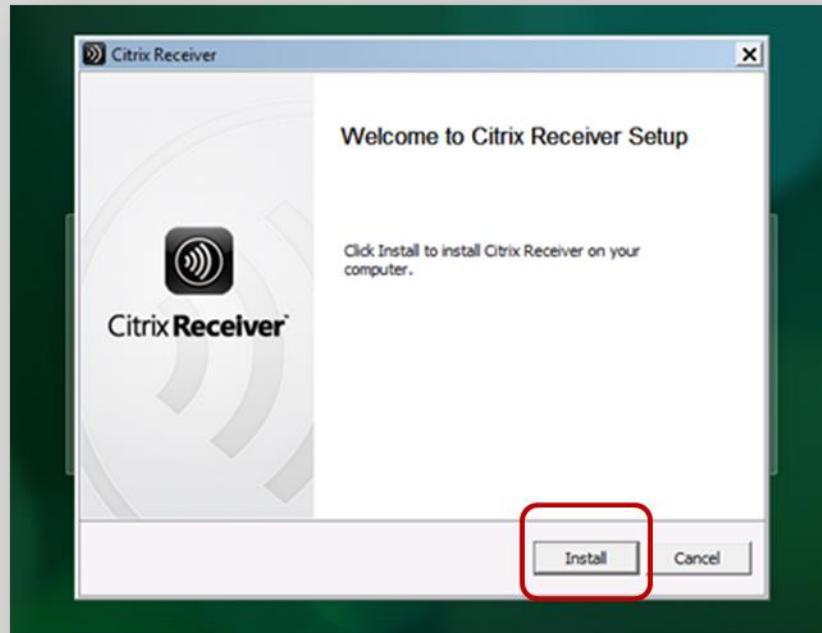 Citrix Receiver
Welcome to Citrix Receiver Setup
Click Install to install Citrix Receiver on your
computer.
Citrix Receiver™
Install
Cancel